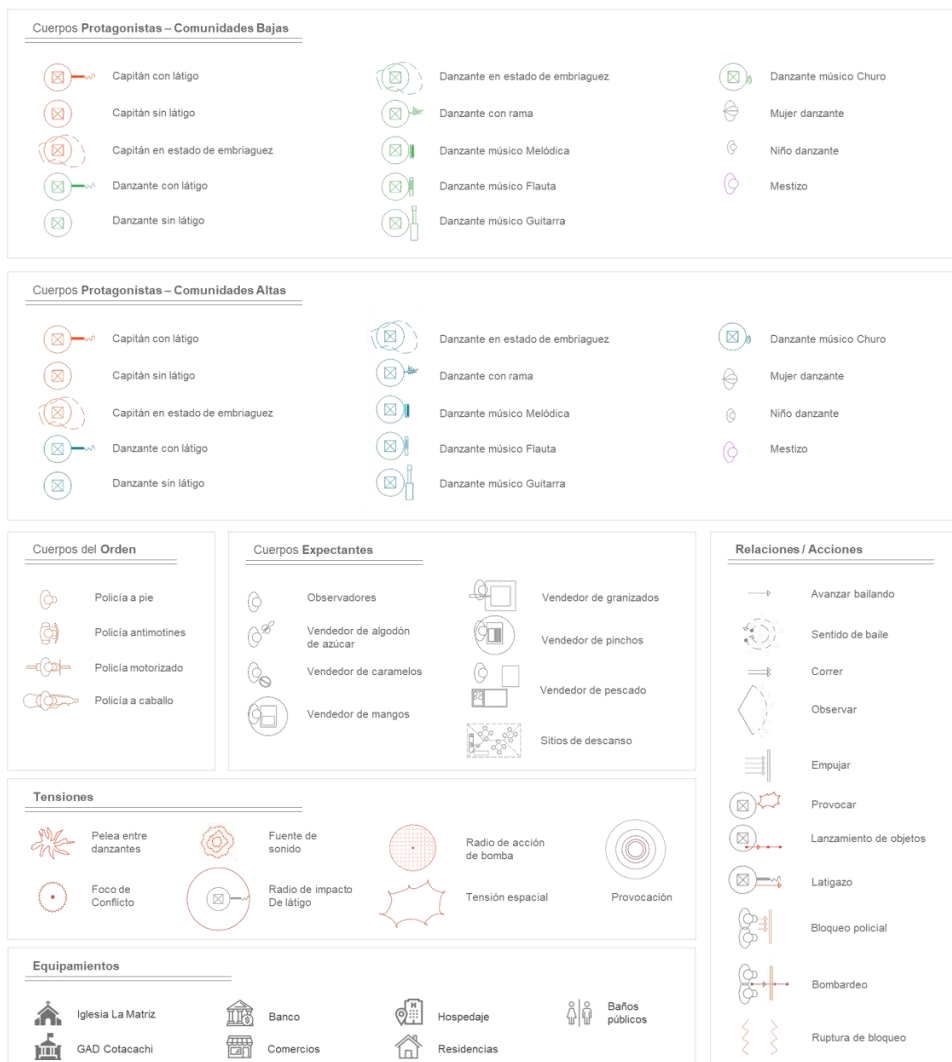 Cuerpos Protagonistas – Comunidades Bajas
Capitán con látigo
Capitán sin látigo
Capitán en estado de embriaguez
Danzante con látigo
Danzante sin látigo
Danzante en estado de embriaguez
Danzante con rama
Danzante músico Melódica
Danzante músico Flauta
Danzante músico Guitarra
Danzante músico Churo
Mujer danzante
Niño danzante
Mestizo
Cuerpos Protagonistas – Comunidades Altas
Capitán con látigo
Capitán sin látigo
Capitán en estado de embriaguez
Danzante con látigo
Danzante sin látigo
Danzante en estado de embriaguez
Danzante con rama
Danzante músico Melódica
Danzante músico Flauta
Danzante músico Guitarra
Danzante músico Churo
Mujer danzante
Niño danzante
Mestizo
Cuerpos del Orden
Policía a pie
Policía antimotines
Policía motorizado
Policía a caballo
Cuerpos Expectantes
Observadores
Vendedor de algodón
de azúcar
Vendedor de caramelos
Vendedor de mangos
Vendedor de granizados
Vendedor de pinchos
Vendedor de pescado
Sitios de descanso
Relaciones / Acciones
Avanzar bailando
Sentido de baile
Correr
Observar
Empujar
Provocar
Lanzamiento de objetos
Latigazo
Bloqueo policial
Bombardeo
Ruptura de bloqueo
Tensiones
Pelea entre
danzantes
Foco de
Conflicto
Fuente de
sonido
Radio de impacto
De látigo
Radio de acción
de bomba
Tensión espacial
Provocación
Equipamientos
Iglesia La Matriz
GAD Cotacachi
Banco
Comercios
H
Hospedaje
Residencias
Baños
públicos